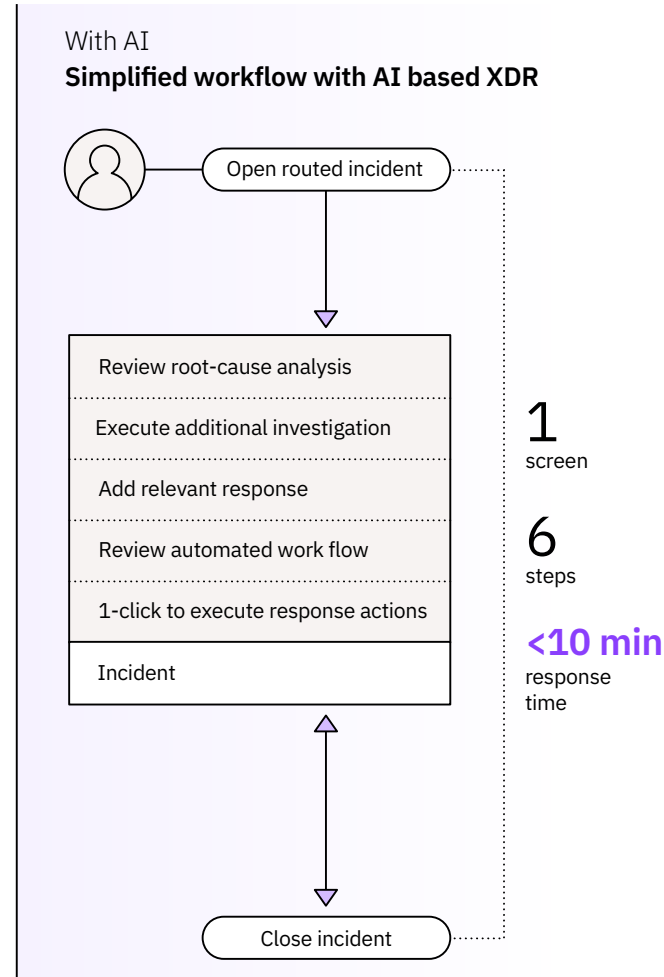 With AI
Simplified workflow with AI based XDR
Open routed incident
Review root-cause analysis
Execute additional investigation
Add relevant response
Review automated work flow
1-click to execute response actions
Incident
1
screen
6
steps
<10 min
response
time
Close incident